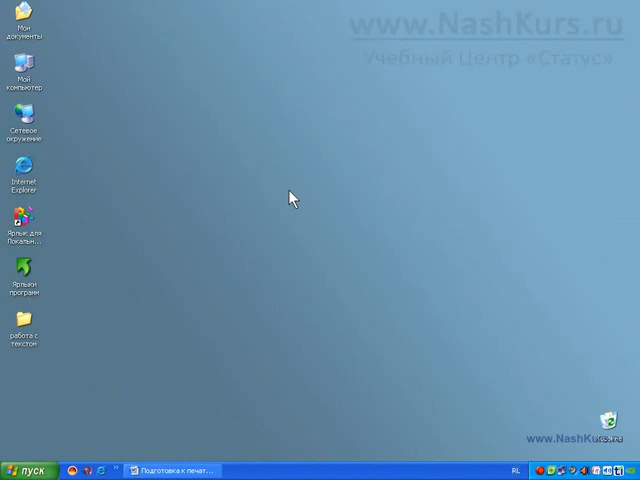 www.NashKurs.ru
Учебный Центр «Статус»
Мои
документы
Мой
компьютер
Сетевое
окружение
Internet
Explorer
Ярлык для
Локальн...
Ярлыки
программ
работа с
текстом
www.NashKurs
пуск
Подготовка к печат...
RL